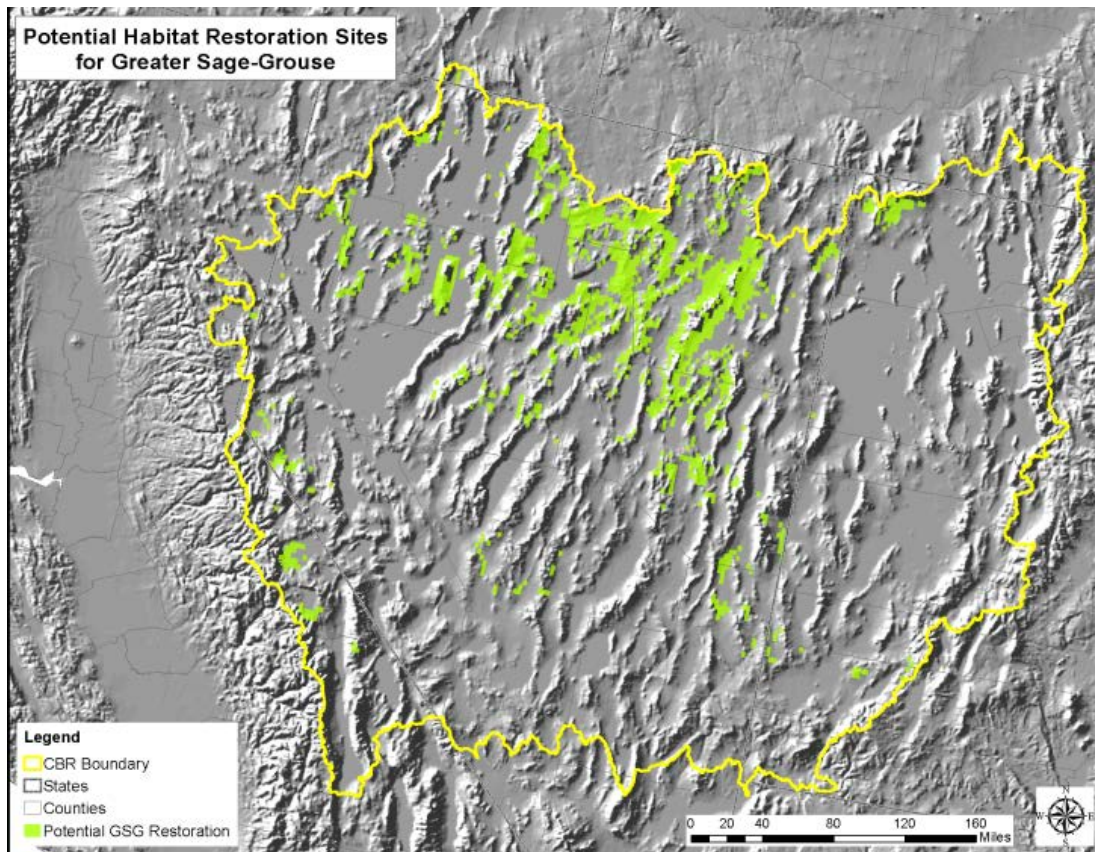 Potential Habitat Restoration Sites
for Greater Sage-Grouse
Legend
CBR Boundary
States
Counties
Potential GSG Restoration
0 20 40 80 120 160
Miles
N
W E
S